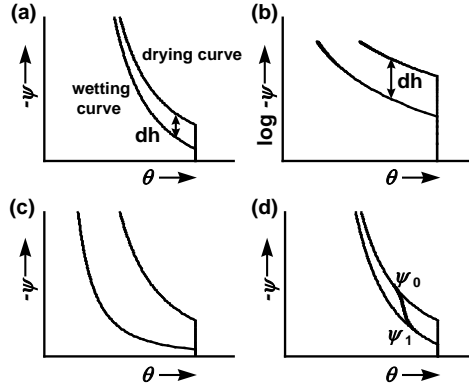 (a)
drying curve
wetting
curve
dh
-ψ
θ
(b)
dh
log -ψ
θ
(c)
-ψ
θ
(d)
ψ0
ψ1
-ψ
θ